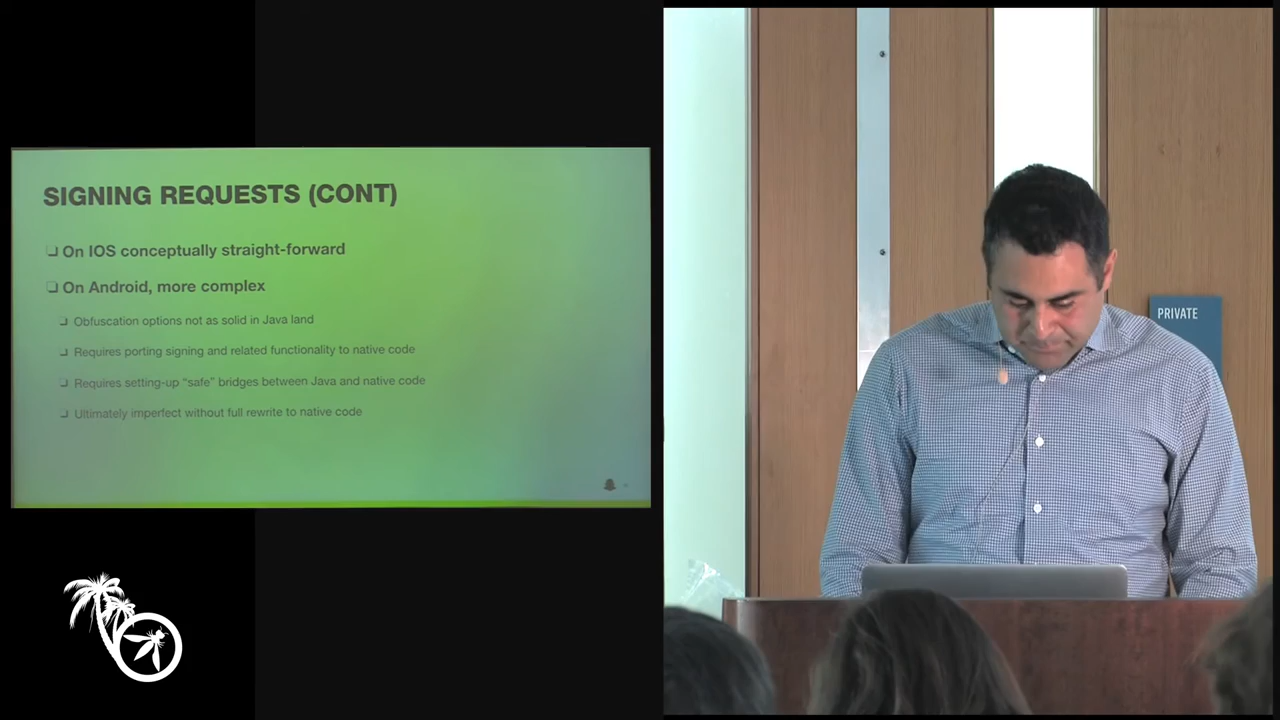 SIGNING REQUESTS (CONT)
On IOS conceptually straight-forward
On Android, more complex
Obfuscation options not as solid in Java land
Requires porting signing and related functionality to native code
Requires setting-up “safe” bridges between Java and native code
Ultimately imperfect without full rewrite to native code
PRIVATE